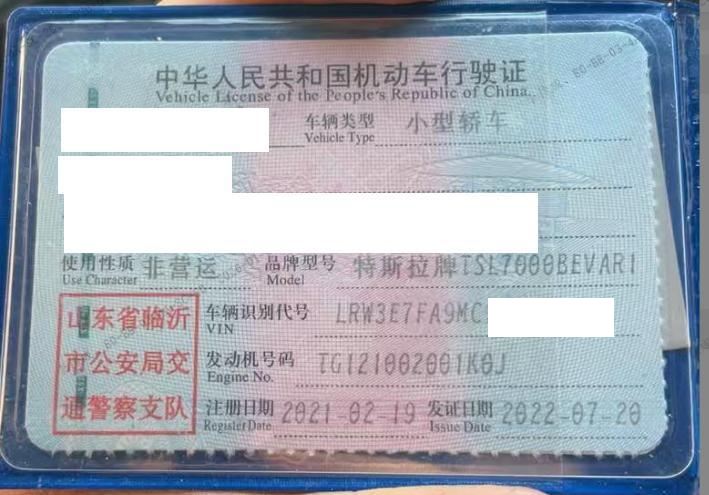 中华人民共和国机动车行驶证
Vehicle License of the People's Republic of China
车辆类型 小型轿车
Vehicle Type
使用性质 非营运 品牌型号 特斯拉牌TSL7000BEVAR1
Use Character Model
车辆识别代号 LRW3E7FA9MC
VIN
发动机号码 TG121002001K0J
Engine No.
注册日期 2021-02-19 发证日期 2022-07-20
Register Date Issue Date
山东省临沂
市公安局交
通警察支队